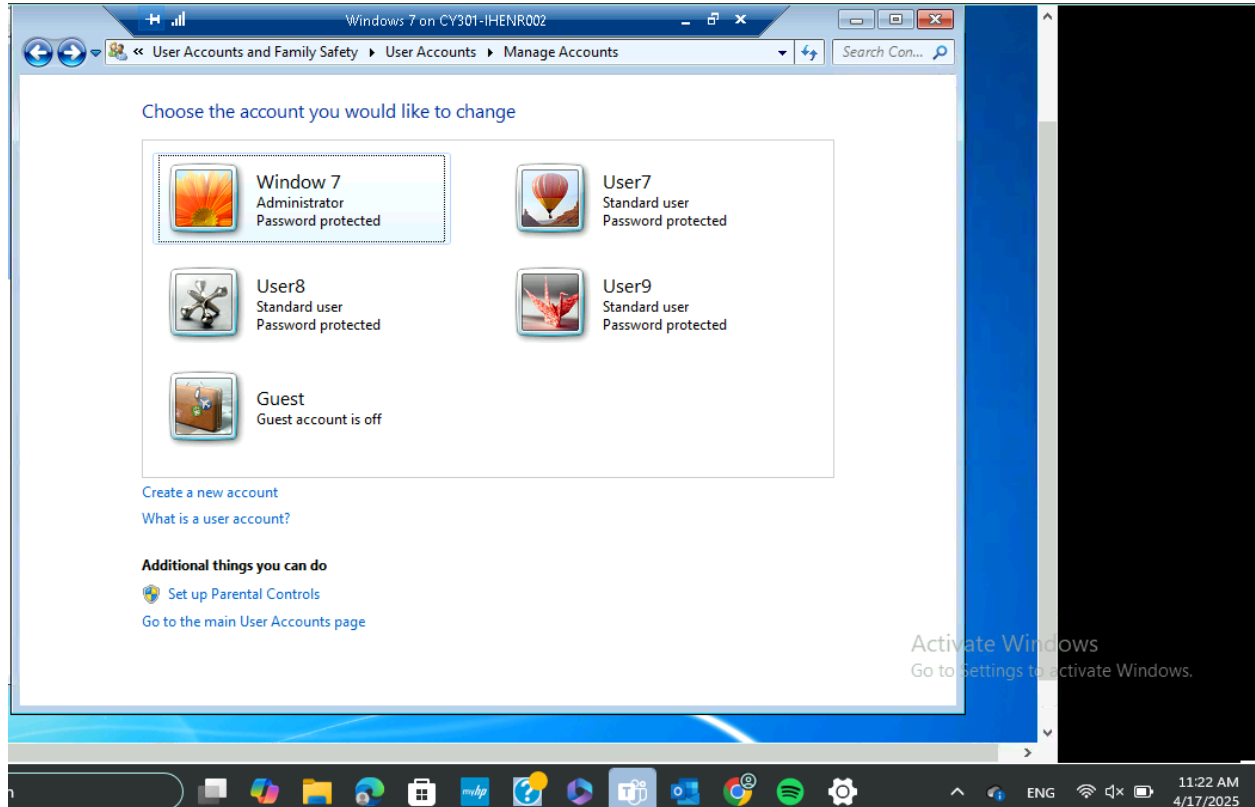 Windows 7 on CY301-IHENR002
« User Accounts and Family Safety ▸ User Accounts ▸ Manage Accounts
Search Con...
Choose the account you would like to change
Window 7
Administrator
Password protected
User7
Standard user
Password protected
User8
Standard user
Password protected
User9
Standard user
Password protected
Guest
Guest account is off
Create a new account
What is a user account?
Additional things you can do
Set up Parental Controls
Go to the main User Accounts page
Activate Windows
Go to Settings to activate Windows.
myhp
ENG
11:22 AM
4/17/2025